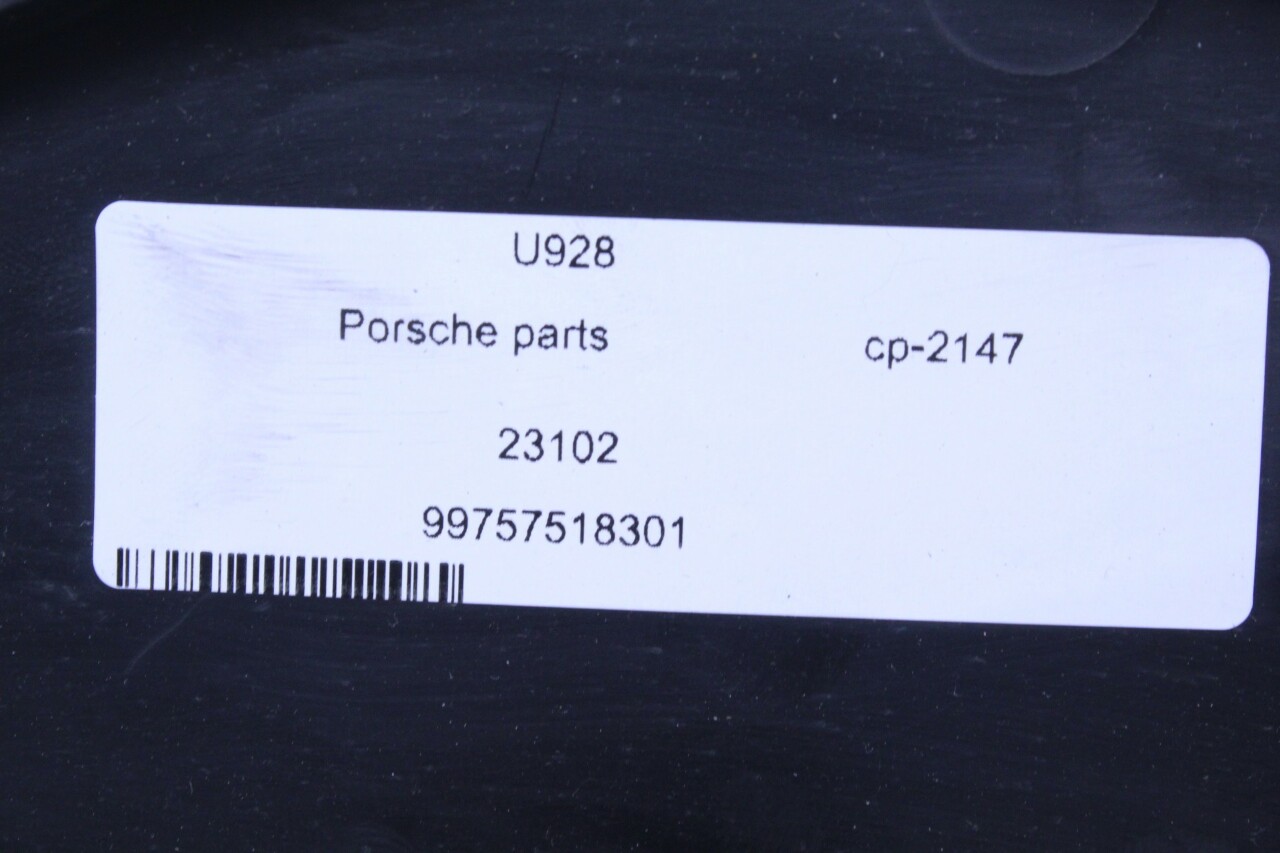 U928
Porsche parts
cp-2147
23102
99757518301